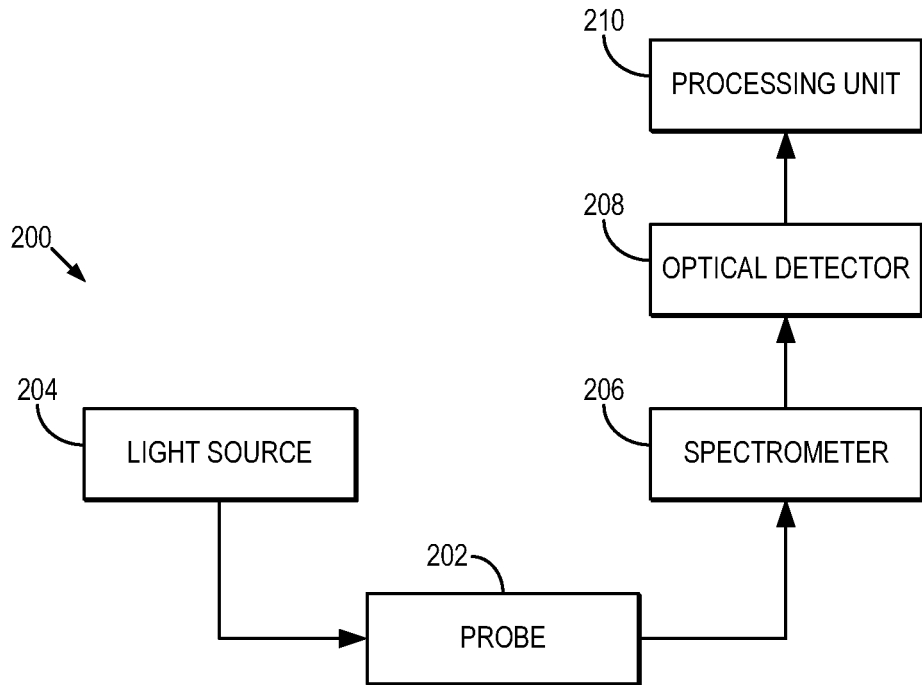 210
PROCESSING UNIT
208
OPTICAL DETECTOR
200
204
LIGHT SOURCE
206
SPECTROMETER
202
PROBE